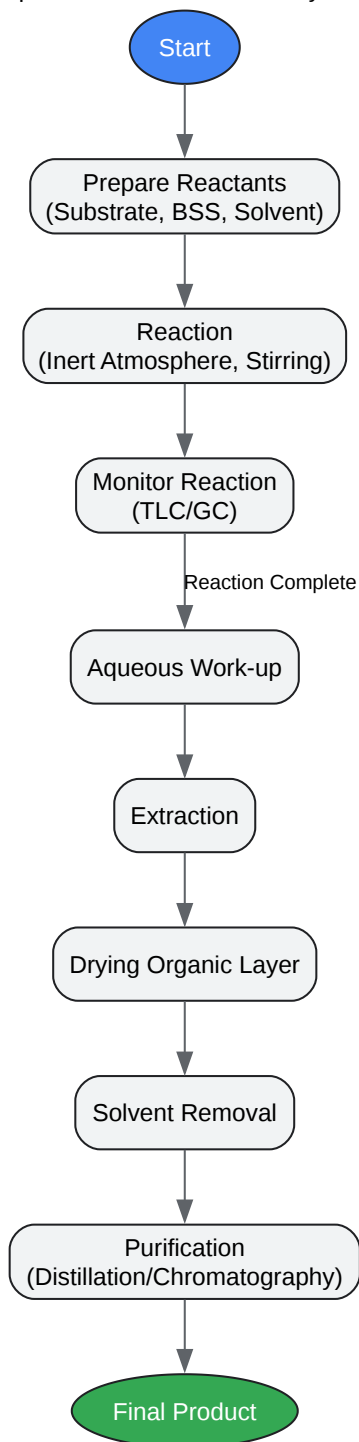 Start
Prepare Reactants
(Substrate, BSS, Solvent)
Reaction
(Inert Atmosphere, Stirring)
Monitor Reaction
(TLC/GC)
Reaction Complete
Aqueous Work-up
Extraction
Drying Organic Layer
Solvent Removal
Purification
(Distillation/Chromatography)
Final Product